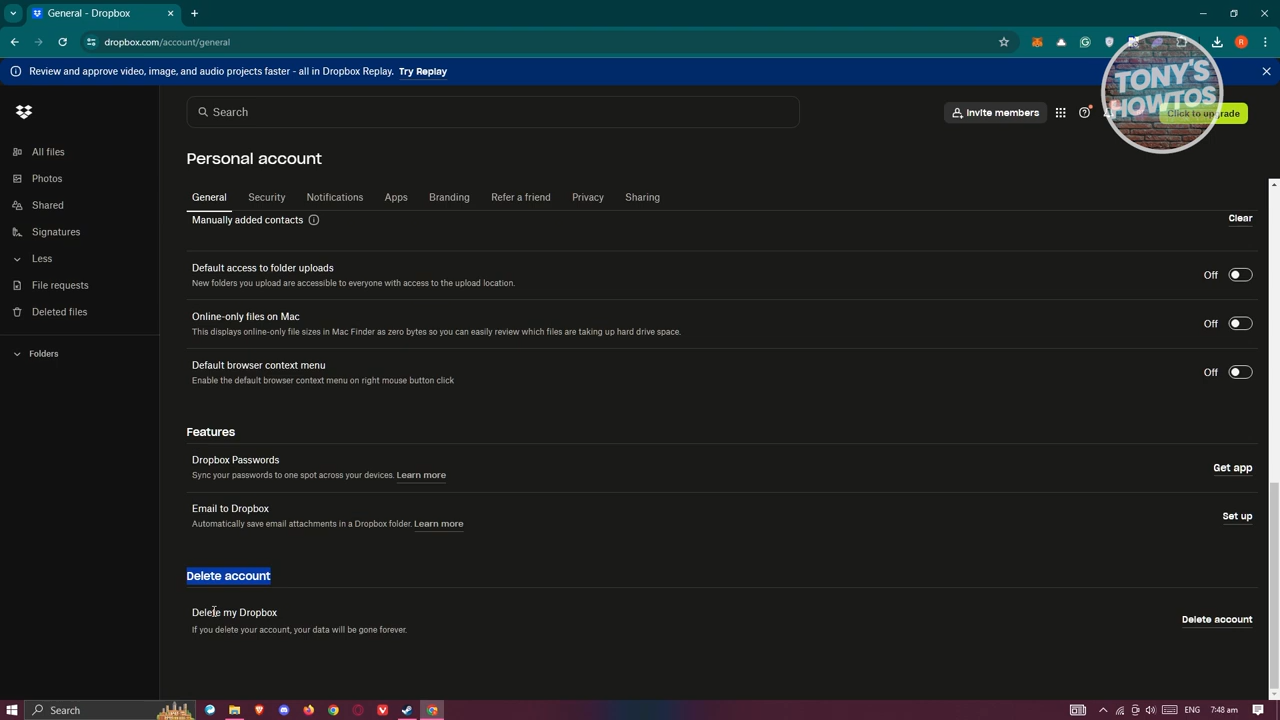 General - Dropbox
dropbox.com/account/general
Review and approve video, image, and audio projects faster - all in Dropbox Replay. Try Replay
TONY'S
HOWTOS
Search
Invite members
Click to upgrade
All files
Photos
Shared
Signatures
Less
File requests
Deleted files
Folders
Personal account
General Security Notifications Apps Branding Refer a friend Privacy Sharing
Manually added contacts
Clear
Default access to folder uploads
New folders you upload are accessible to everyone with access to the upload location.
Off
Online-only files on Mac
This displays online-only file sizes in Mac Finder as zero bytes so you can easily review which files are taking up hard drive space.
Off
Default browser context menu
Enable the default browser context menu on right mouse button click
Off
Features
Dropbox Passwords
Sync your passwords to one spot across your devices. Learn more
Get app
Email to Dropbox
Automatically save email attachments in a Dropbox folder. Learn more
Set up
Delete account
Delete my Dropbox
If you delete your account, your data will be gone forever.
Delete account
Search
ENG
7:48 am